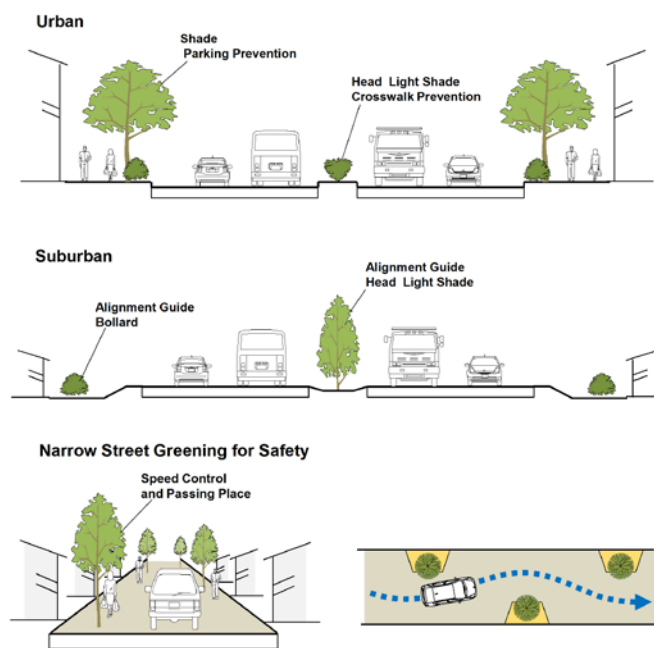 Urban
Shade
Parking Prevention
Head Light Shade
Crosswalk Prevention
Suburban
Alignment Guide
Bollard
Alignment Guide
Head Light Shade
Narrow Street Greening for Safety
Speed Control
and Passing Place